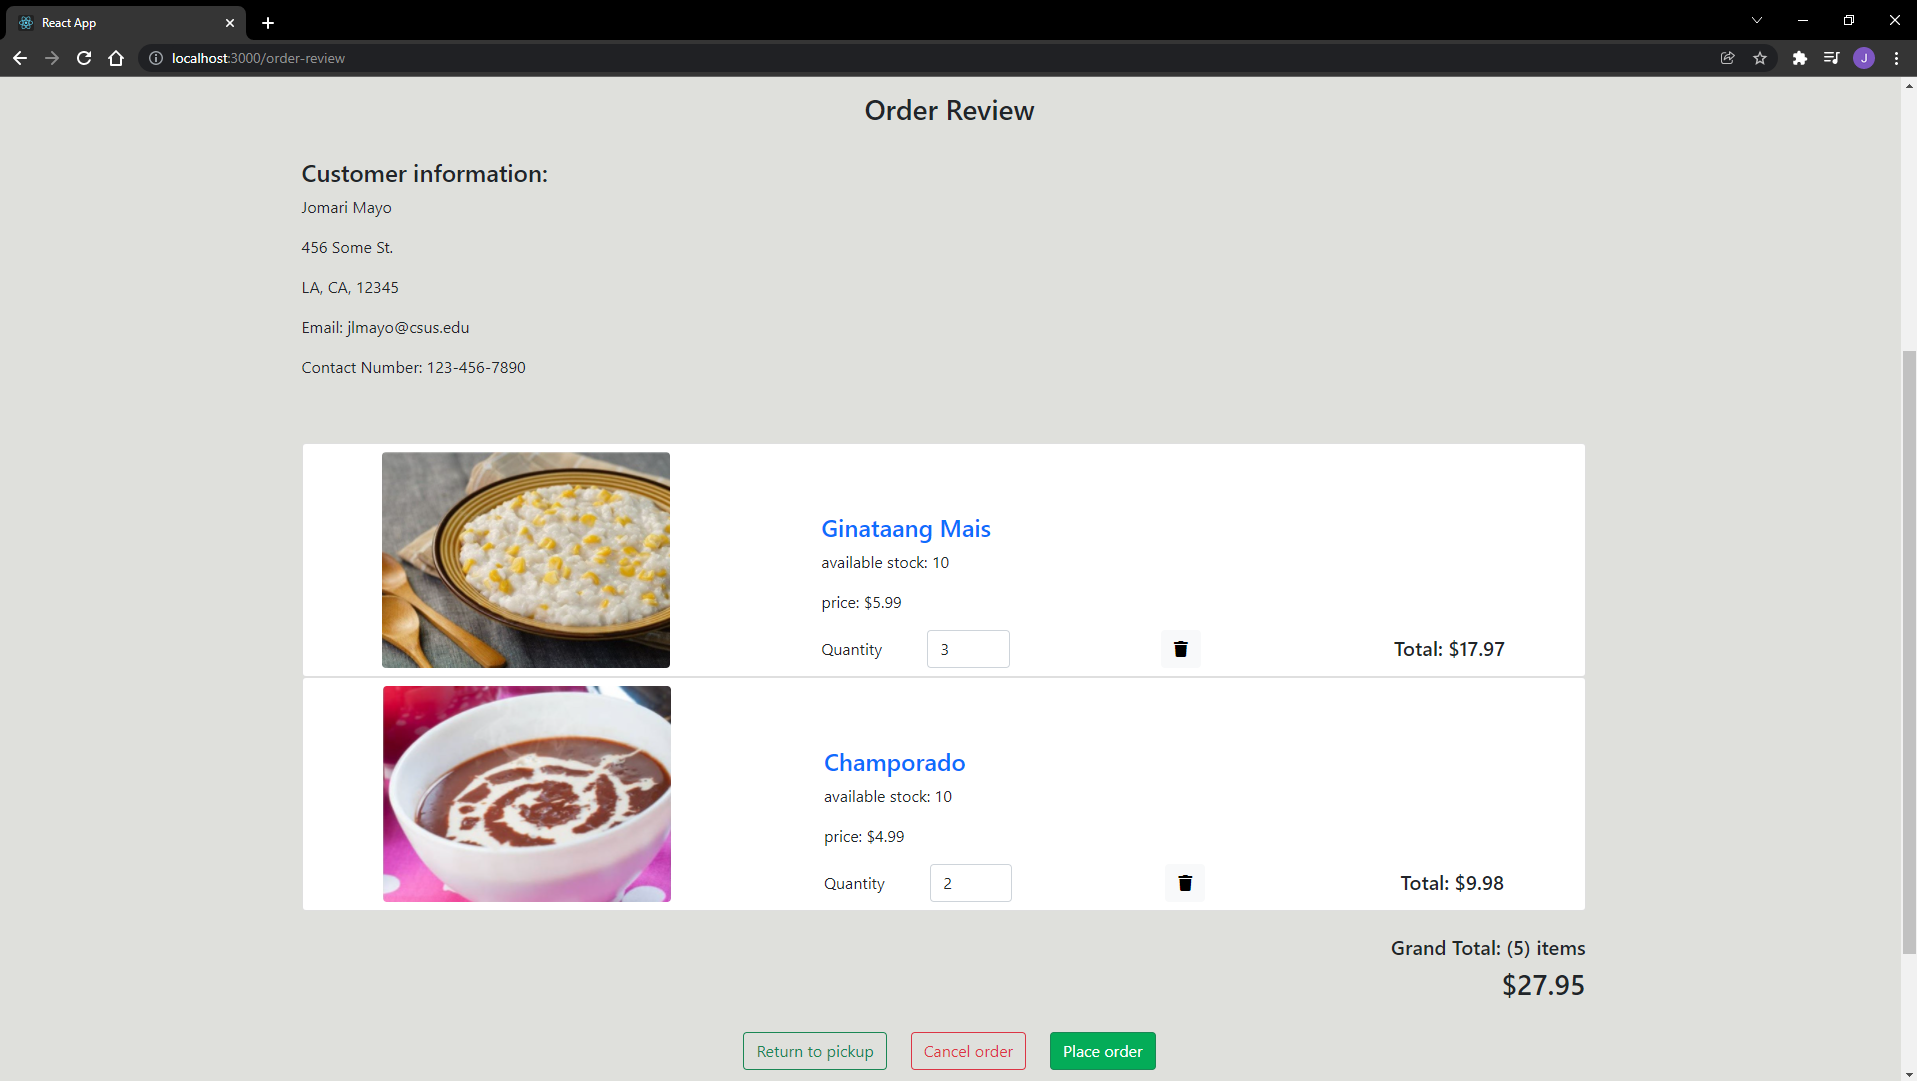 React App
localhost:3000/order-review
J
Order Review
Customer information:
Jomari Mayo
456 Some St.
LA, CA, 12345
Email: jlmayo@csus.edu
Contact Number: 123-456-7890
Ginataang Mais
available stock: 10
price: $5.99
Quantity 3 Total: $17.97
Champorado
available stock: 10
price: $4.99
Quantity 2 Total: $9.98
Grand Total: (5) items
$27.95
Return to pickup Cancel order Place order